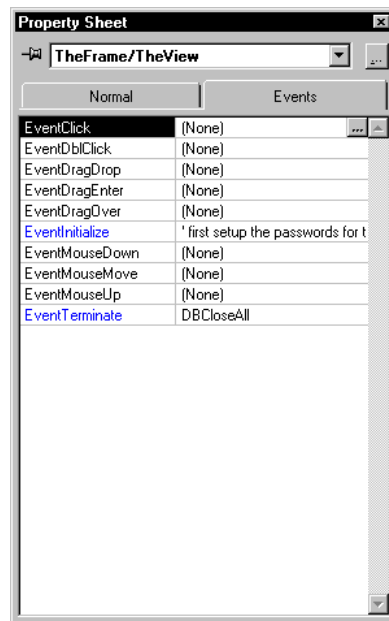 Property Sheet
TheFrame/TheView
...
Normal Events
EventClick (None) ...
EventDblClick (None)
EventDragDrop (None)
EventDragEnter (None)
EventDragOver (None)
EventInitialize ' first setup the passwords for t
EventMouseDown (None)
EventMouseMove (None)
EventMouseUp (None)
EventTerminate DBCloseAll